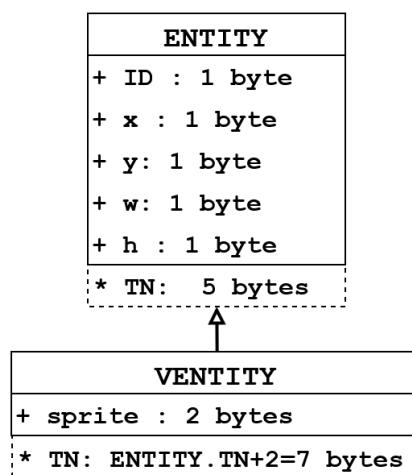 ENTITY
+ ID : 1 byte
+ x : 1 byte
+ y: 1 byte
+ w: 1 byte
+ h : 1 byte
* TN: 5 bytes
VENTITY
+ sprite : 2 bytes
* TN: ENTITY.TN+2=7 bytes